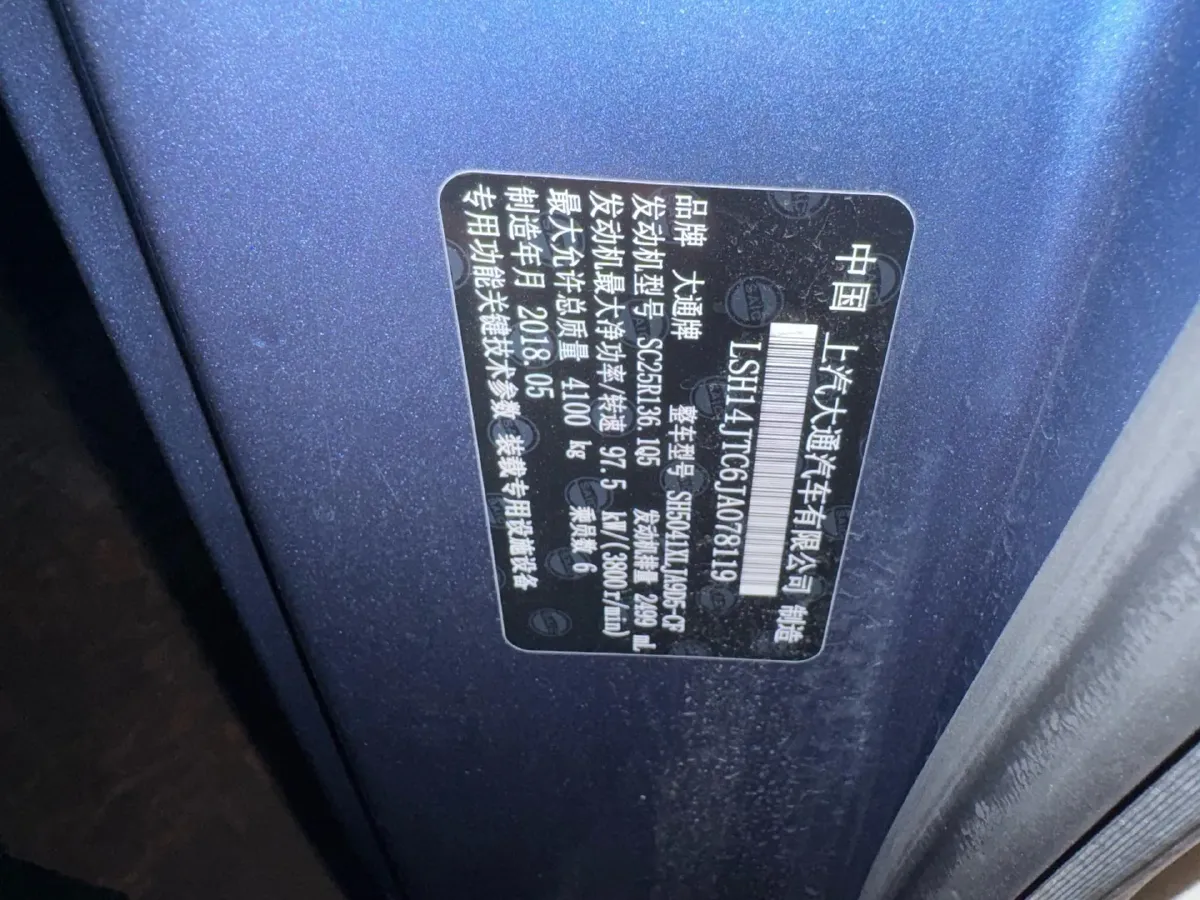 中国 上汽大通汽车有限公司 制造
LSH14JTC6JA078119
品牌 大通牌 整车型号 SH5041XLJA9D5-CF
发动机型号 SC25R136.1Q5 发动机排量 2499 mL
发动机最大净功率/转速 97.5 kW/3800r/min)
最大允许总质量 4100 kg 乘员数 6
制造年月 2018.05
专用功能关键技术参数 装载专用设施设备
SAIC